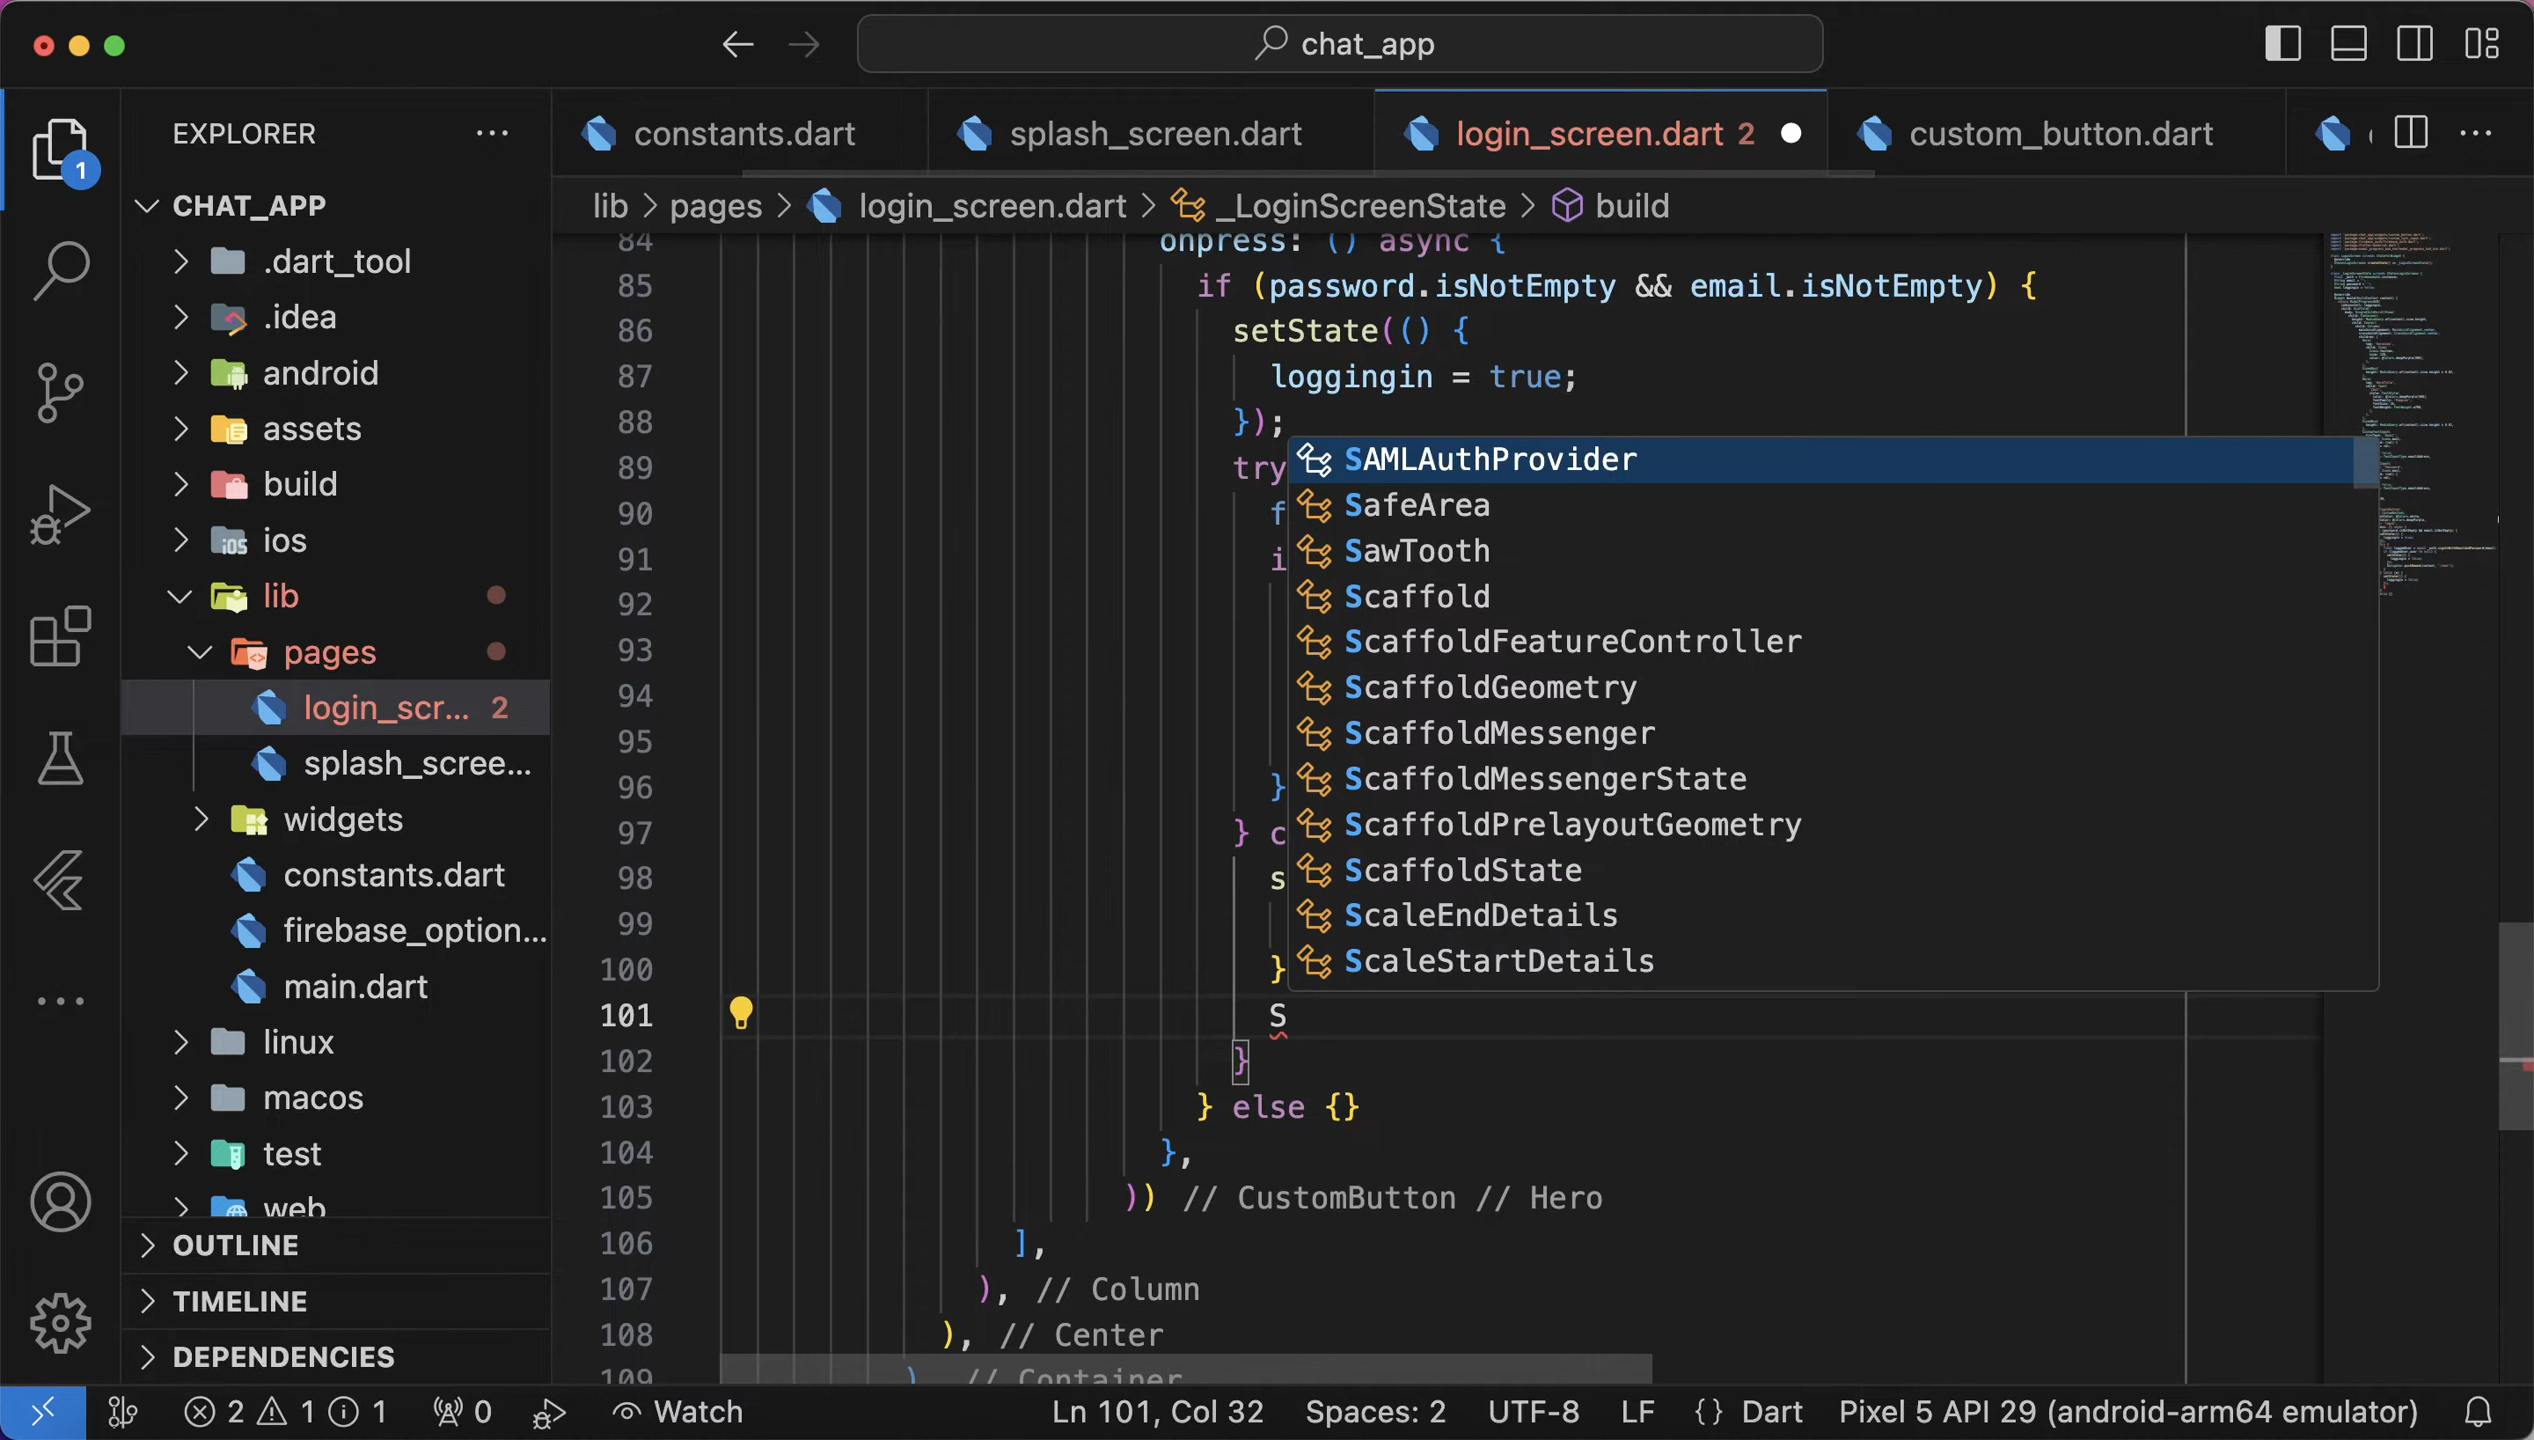 chat_app
EXPLORER
CHAT_APP
.dart_tool
.idea
android
assets
build
ios
lib
pages
login_scr... 2
splash_scree...
widgets
constants.dart
firebase_option...
main.dart
linux
macos
test
web
OUTLINE
TIMELINE
DEPENDENCIES
1
constants.dart
splash_screen.dart
login_screen.dart 2
custom_button.dart
lib > pages > login_screen.dart > _LoginScreenState > build
84 onpress: () async {
85 if (password.isNotEmpty && email.isNotEmpty) {
86 setState(() {
87 loggingin = true;
88 });
89 try
90 f
91 i
92
93
94
95
96 }
97 } c
98 s
99
100 }
101 S
102 }
103 } else {}
104 },
105 )) // CustomButton // Hero
106 ],
107 ), // Column
108 ), // Center
109 ) // Container
SAMLAuthProvider
SafeArea
SawTooth
Scaffold
ScaffoldFeatureController
ScaffoldGeometry
ScaffoldMessenger
ScaffoldMessengerState
ScaffoldPrelayoutGeometry
ScaffoldState
ScaleEndDetails
ScaleStartDetails
2 1 1 0 Watch Ln 101, Col 32 Spaces: 2 UTF-8 LF {} Dart Pixel 5 API 29 (android-arm64 emulator)